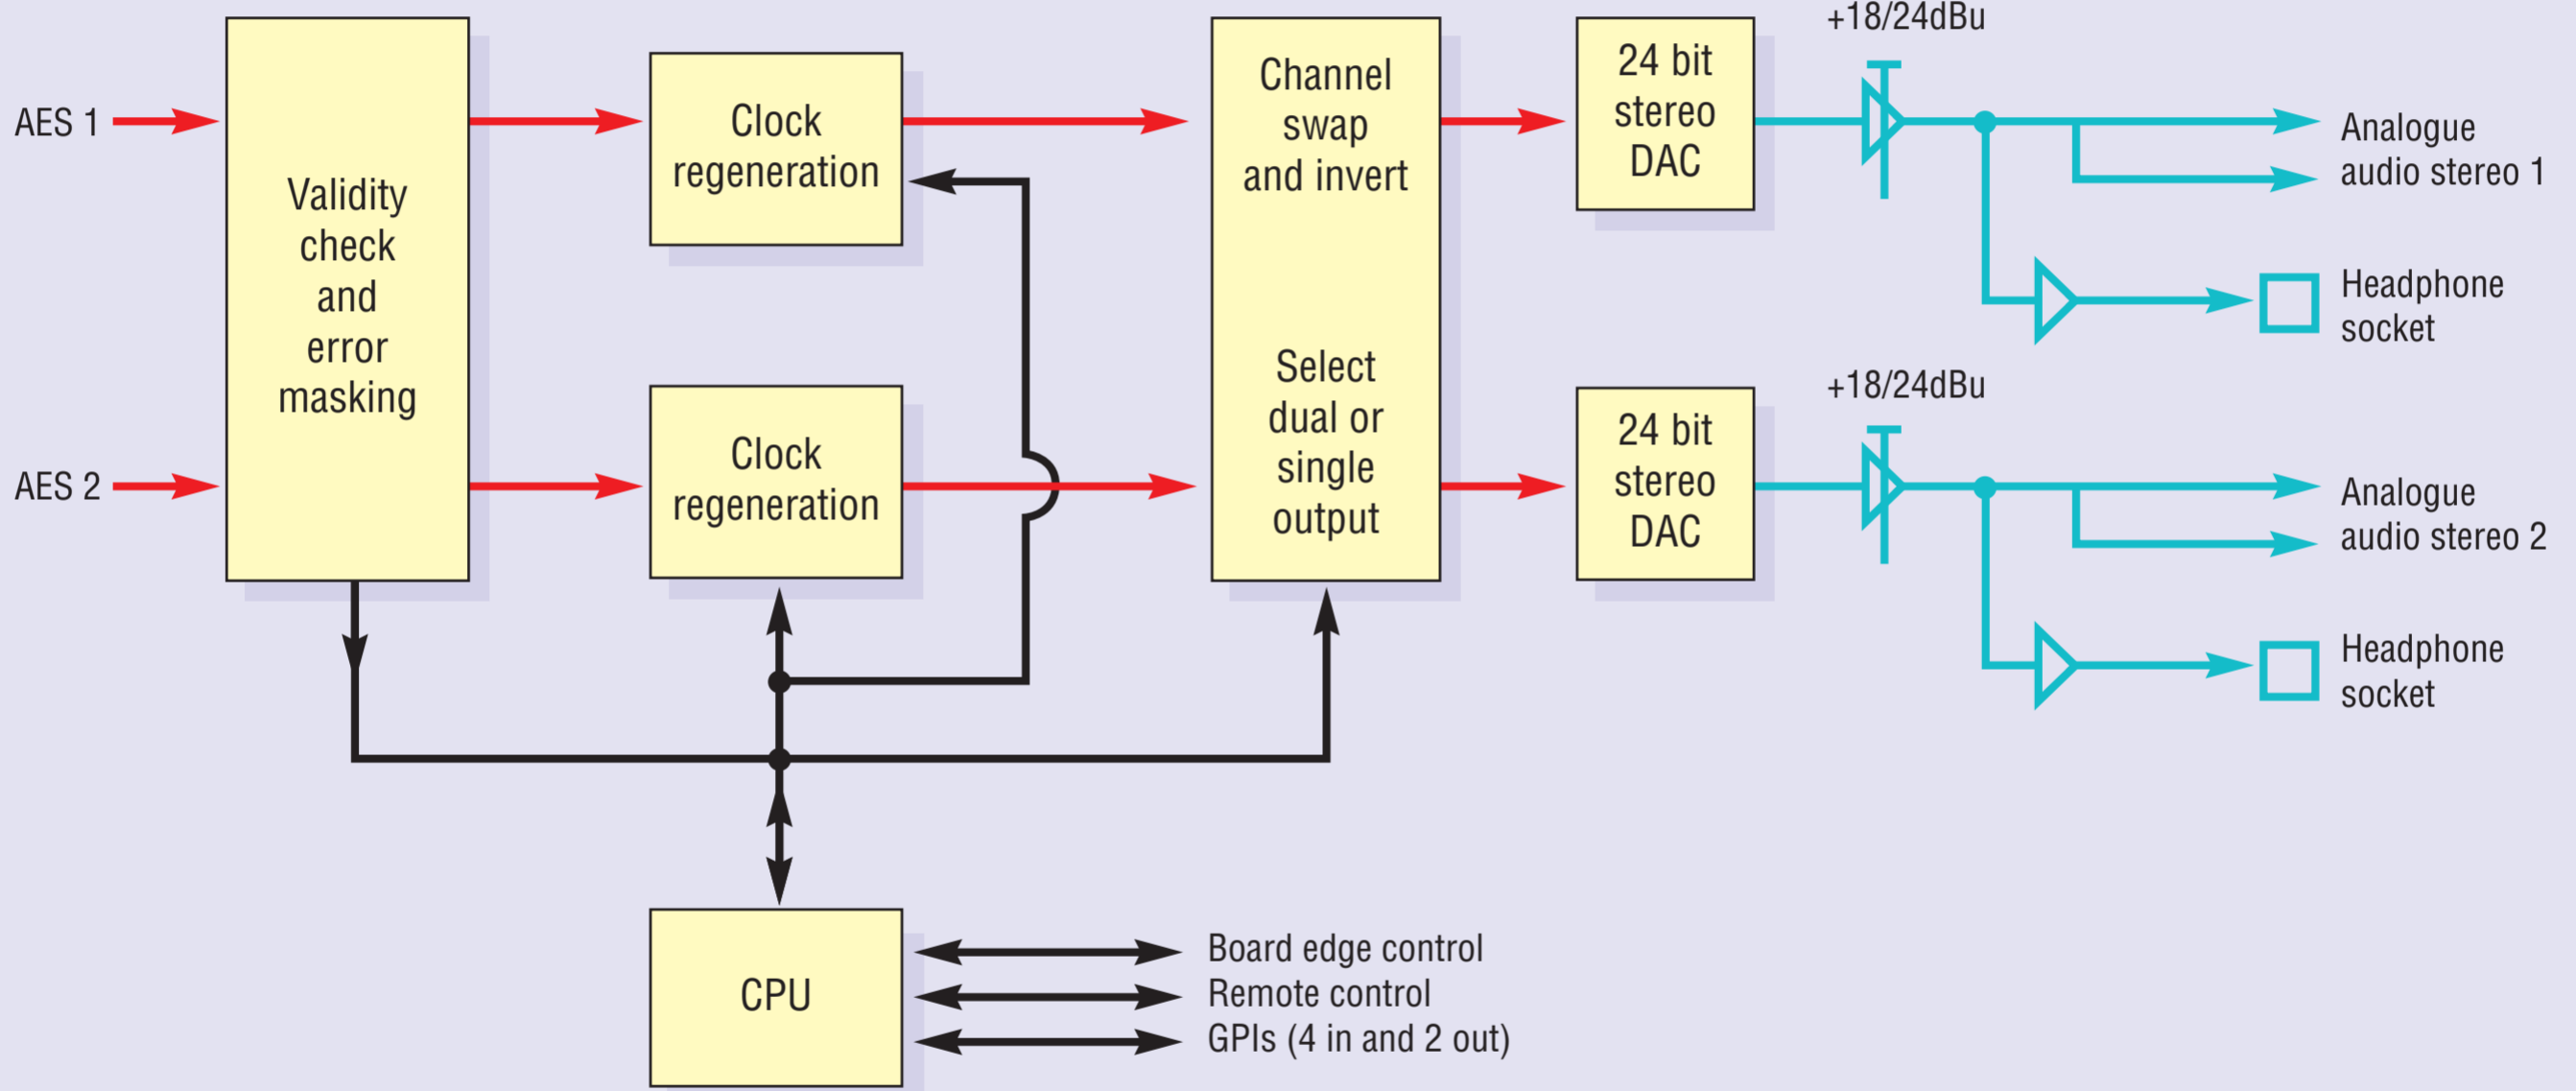 AES 1
AES 2
Validity
check
and
error
masking
Clock
regeneration
Clock
regeneration
Channel
swap
and invert
Select
dual or
single
output
24 bit
stereo
DAC
24 bit
stereo
DAC
+18/24dBu
Analogue
audio stereo 1
Headphone
socket
+18/24dBu
Analogue
audio stereo 2
Headphone
socket
CPU
Board edge control
Remote control
GPIs (4 in and 2 out)